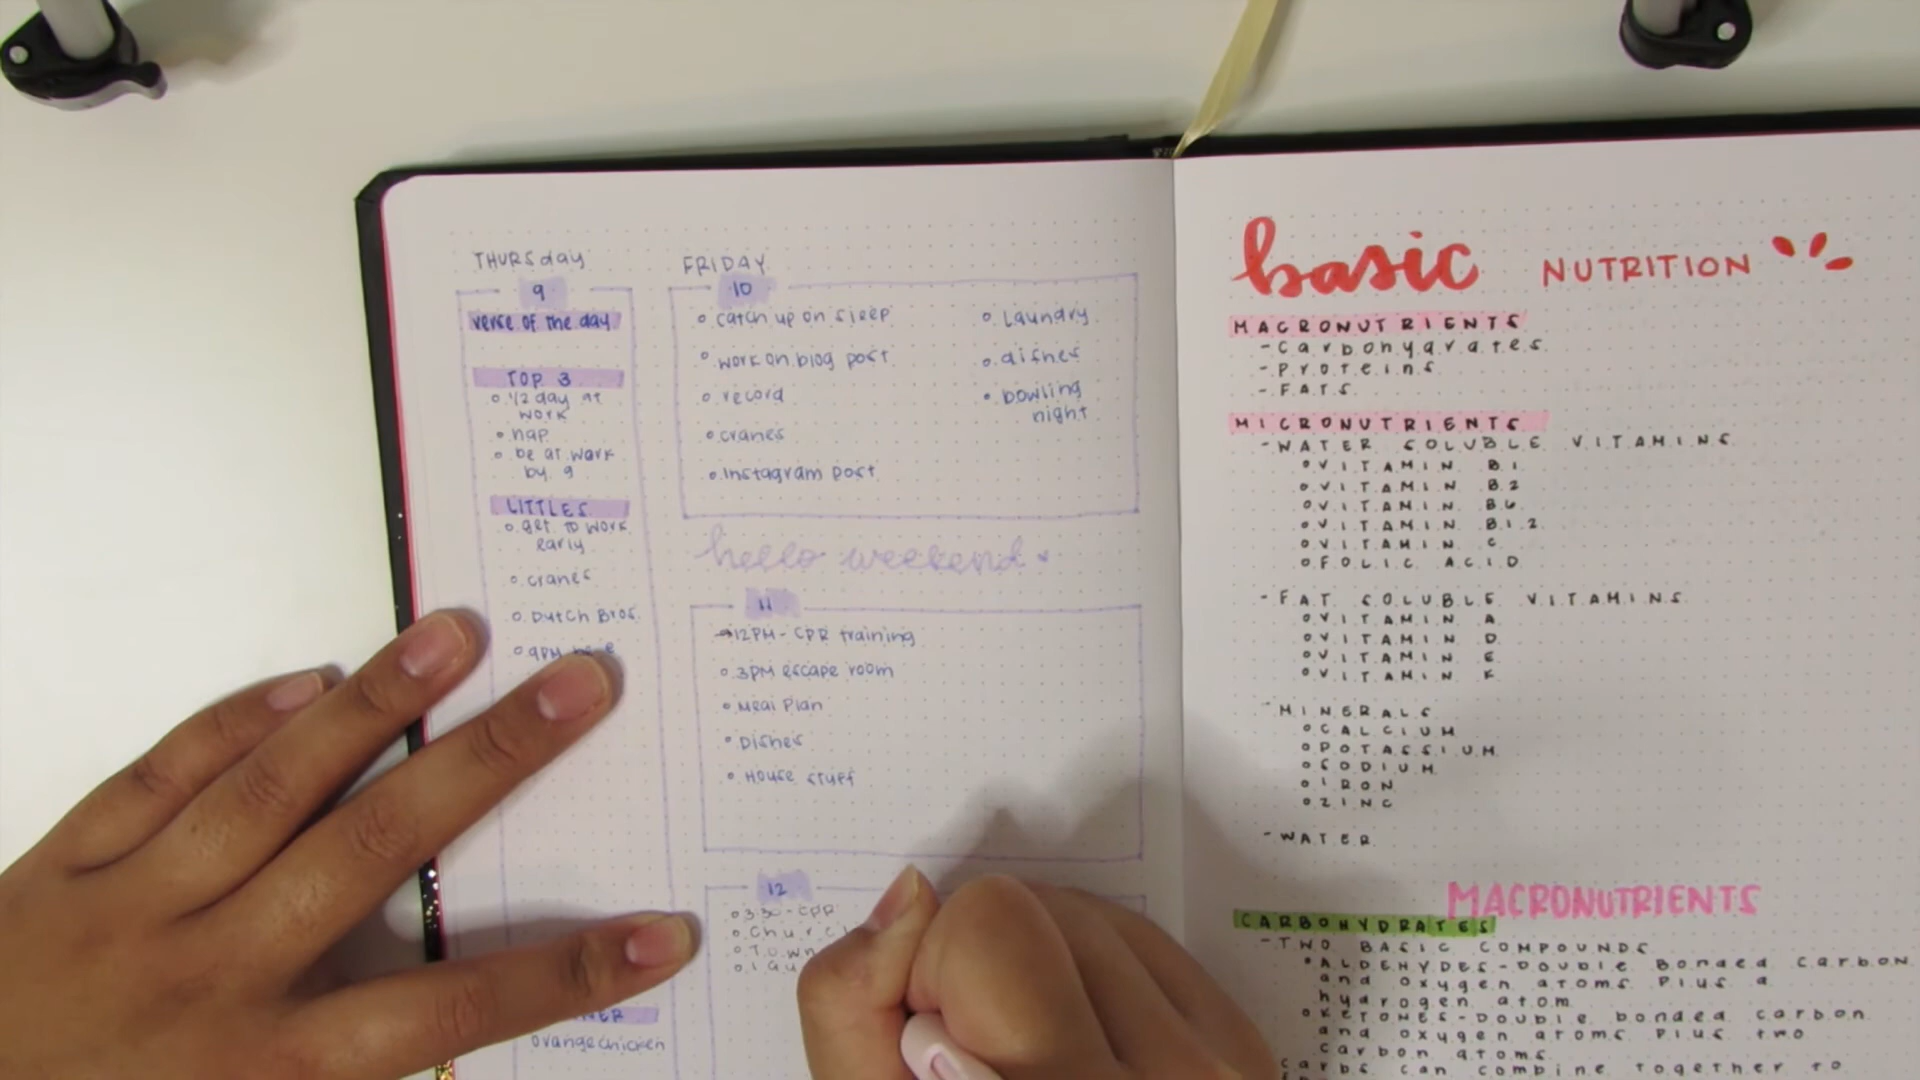 THURSday
9
verse of the day
TOP 3
1/2 day at
work
nap
be at work
by 9
LITTLES
get to work
early
cranes
Dutch Bros.
9PM
orange chicken
FRIDAY
10
catch up on sleep
work on blog post
record
cranes
Instagram post
Laundry
dishes
bowling
night
hello weekend
11
12PM - CPR training
3PM escape room
Meal Plan
Dishes
House stuff
12
3:30 - CPR
Town
basic NUTRITION
MACRONUTRIENTS
- Carbohydrates
- Proteins
- FATS
MICRONUTRIENTS
- WATER SOLUBLE VITAMINS
VITAMIN B1
VITAMIN B2
VITAMIN B6
VITAMIN B12
VITAMIN C
FOLIC ACID
- FAT SOLUBLE VITAMINS
VITAMIN A
VITAMIN D
VITAMIN E
VITAMIN K
- MINERALS
CALCIUM
POTASSIUM
SODIUM
IRON
ZINC
- WATER
MACRONUTRIENTS
CARBOHYDRATES
- TWO BASIC COMPOUNDS
ALDEHYDES - Double Bonded carbon
and oxygen atoms plus a
hydrogen atom
KETONES - Double bonded carbon
and oxygen atoms plus two
carbon atoms
carbs can combine together to